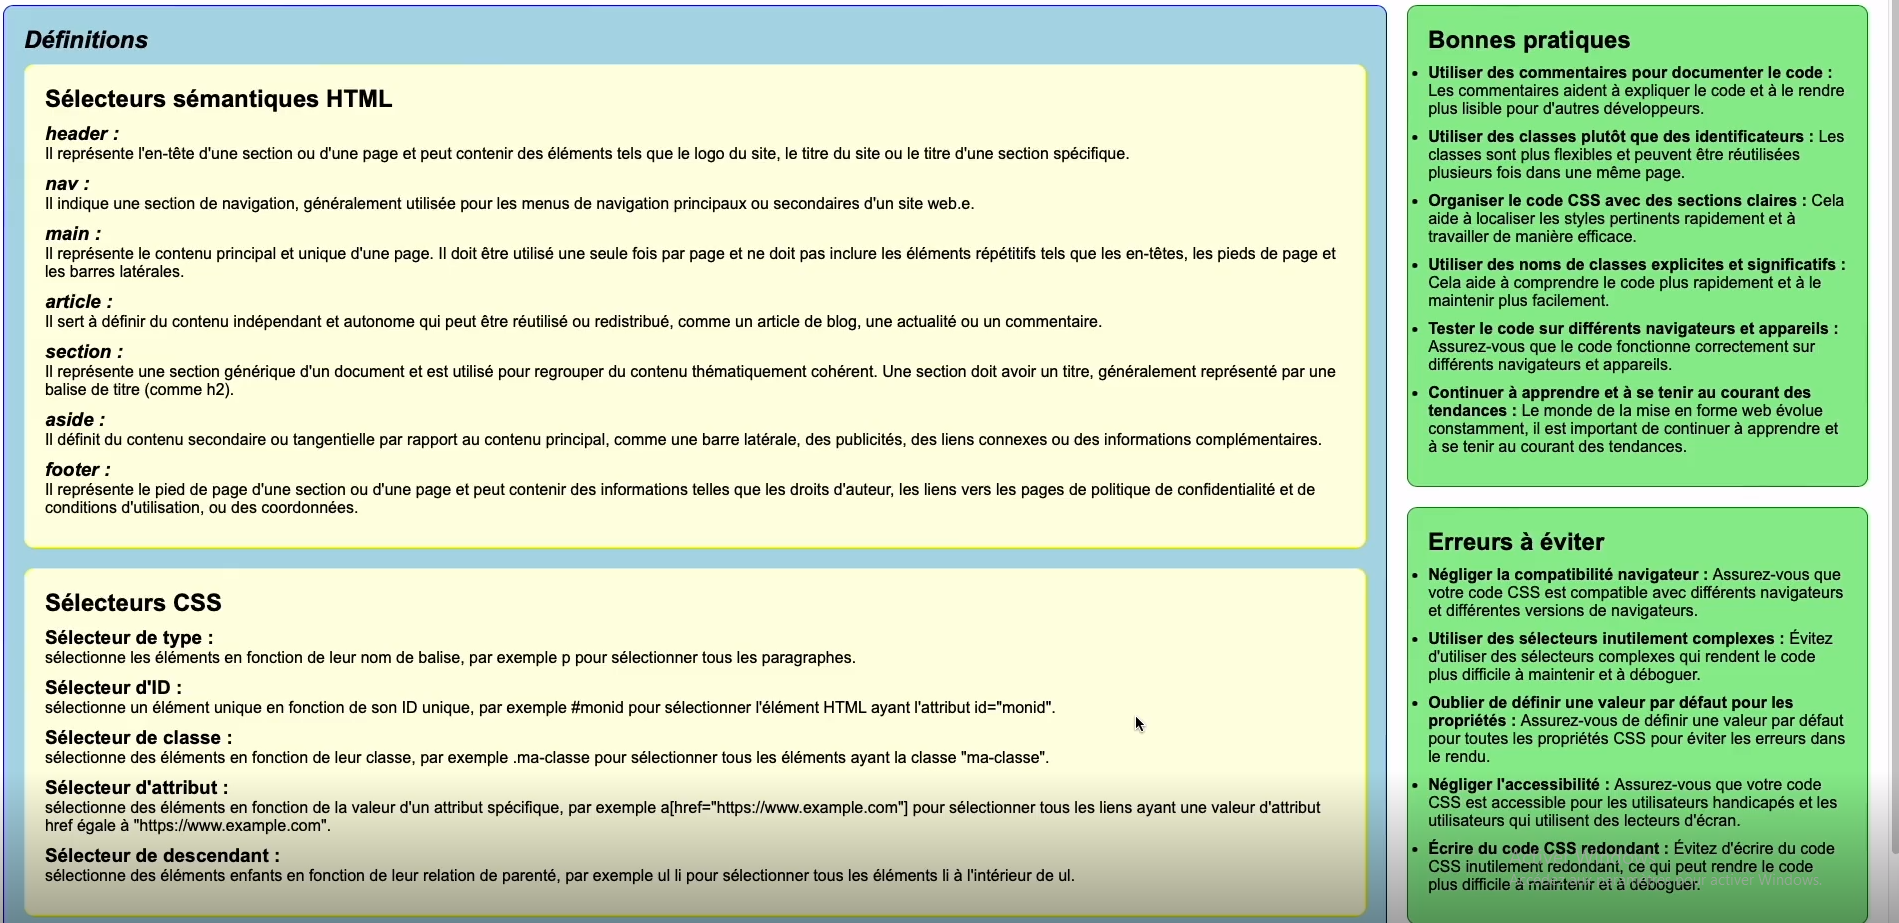 Définitions
Sélecteurs sémantiques HTML
header :
Il représente l'en-tête d'une section ou d'une page et peut contenir des éléments tels que le logo du site, le titre du site ou le titre d'une section spécifique.
nav :
Il indique une section de navigation, généralement utilisée pour les menus de navigation principaux ou secondaires d'un site web.e.
main :
Il représente le contenu principal et unique d'une page. Il doit être utilisé une seule fois par page et ne doit pas inclure les éléments répétitifs tels que les en-têtes, les pieds de page et
les barres latérales.
article :
Il sert à définir du contenu indépendant et autonome qui peut être réutilisé ou redistribué, comme un article de blog, une actualité ou un commentaire.
section :
Il représente une section générique d'un document et est utilisé pour regrouper du contenu thématiquement cohérent. Une section doit avoir un titre, généralement représenté par une
balise de titre (comme h2).
aside :
Il définit du contenu secondaire ou tangentielle par rapport au contenu principal, comme une barre latérale, des publicités, des liens connexes ou des informations complémentaires.
footer :
Il représente le pied de page d'une section ou d'une page et peut contenir des informations telles que les droits d'auteur, les liens vers les pages de politique de confidentialité et de
conditions d'utilisation, ou des coordonnées.
Sélecteurs CSS
Sélecteur de type :
sélectionne les éléments en fonction de leur nom de balise, par exemple p pour sélectionner tous les paragraphes.
Sélecteur d'ID :
sélectionne un élément unique en fonction de son ID unique, par exemple #monid pour sélectionner l'élément HTML ayant l'attribut id="monid".
Sélecteur de classe :
sélectionne des éléments en fonction de leur classe, par exemple .ma-classe pour sélectionner tous les éléments ayant la classe "ma-classe".
Sélecteur d'attribut :
sélectionne des éléments en fonction de la valeur d'un attribut spécifique, par exemple a[href="https://www.example.com"] pour sélectionner tous les liens ayant une valeur d'attribut
href égale à "https://www.example.com".
Sélecteur de descendant :
sélectionne des éléments enfants en fonction de leur relation de parenté, par exemple ul li pour sélectionner tous les éléments li à l'intérieur de ul.
Bonnes pratiques
• Utiliser des commentaires pour documenter le code :
Les commentaires aident à expliquer le code et à le rendre
plus lisible pour d'autres développeurs.
• Utiliser des classes plutôt que des identificateurs : Les
classes sont plus flexibles et peuvent être réutilisées
plusieurs fois dans une même page.
• Organiser le code CSS avec des sections claires : Cela
aide à localiser les styles pertinents rapidement et à
travailler de manière efficace.
• Utiliser des noms de classes explicites et significatifs :
Cela aide à comprendre le code plus rapidement et à le
maintenir plus facilement.
• Tester le code sur différents navigateurs et appareils :
Assurez-vous que le code fonctionne correctement sur
différents navigateurs et appareils.
• Continuer à apprendre et à se tenir au courant des
tendances : Le monde de la mise en forme web évolue
constamment, il est important de continuer à apprendre et
à se tenir au courant des tendances.
Erreurs à éviter
• Négliger la compatibilité navigateur : Assurez-vous que
votre code CSS est compatible avec différents navigateurs
et différentes versions de navigateurs.
• Utiliser des sélecteurs inutilement complexes : Évitez
d'utiliser des sélecteurs complexes qui rendent le code
plus difficile à maintenir et à déboguer.
• Oublier de définir une valeur par défaut pour les
propriétés : Assurez-vous de définir une valeur par défaut
pour toutes les propriétés CSS pour éviter les erreurs dans
le rendu.
• Négliger l'accessibilité : Assurez-vous que votre code
CSS est accessible pour les utilisateurs handicapés et les
utilisateurs qui utilisent des lecteurs d'écran.
• Écrire du code CSS redondant : Évitez d'écrire du code
CSS inutilement redondant, ce qui peut rendre le code
plus difficile à maintenir et à déboguer.
activer Windows.